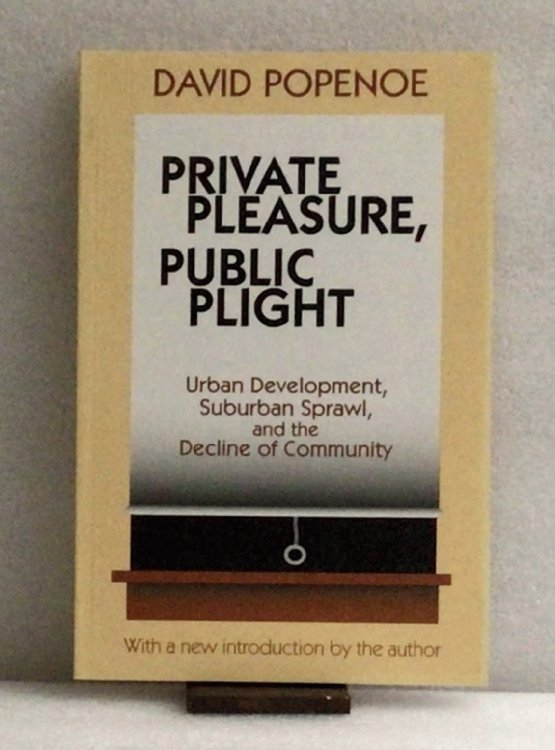 DAVID POPENOE
PRIVATE
PLEASURE,
PUBLIC
PLIGHT
Urban Development,
Suburban Sprawl,
and the
Decline of Community
With a new introduction by the author